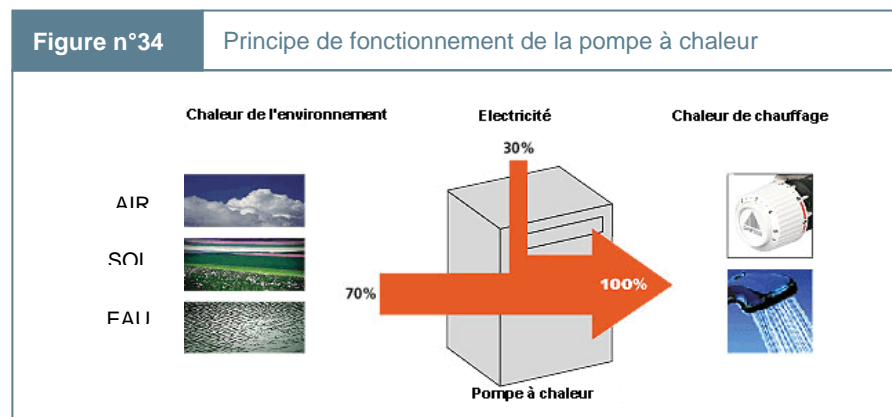 Figure n°34
Principe de fonctionnement de la pompe à chaleur
Chaleur de l'environnement
Electricité
Chaleur de chauffage
30%
AIR
SOL
70%
100%
EAU
Pompe à chaleur